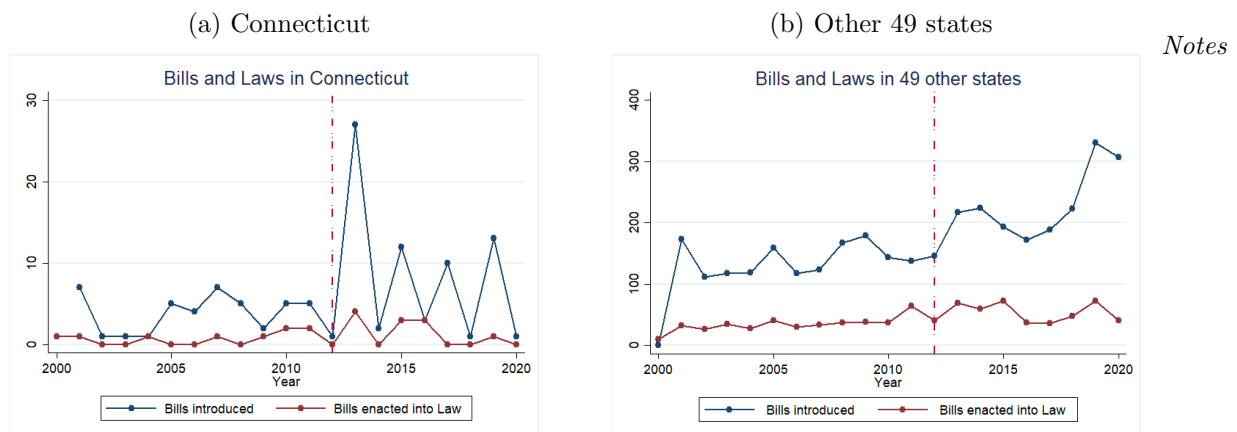 (a) Connecticut
Bills and Laws in Connecticut
30
20
10
0
2000 2005 2010 2015 2020
Year
Bills introduced Bills enacted into Law
(b) Other 49 states
Bills and Laws in 49 other states
400
300
200
100
0
2000 2005 2010 2015 2020
Year
Bills introduced Bills enacted into Law
Notes